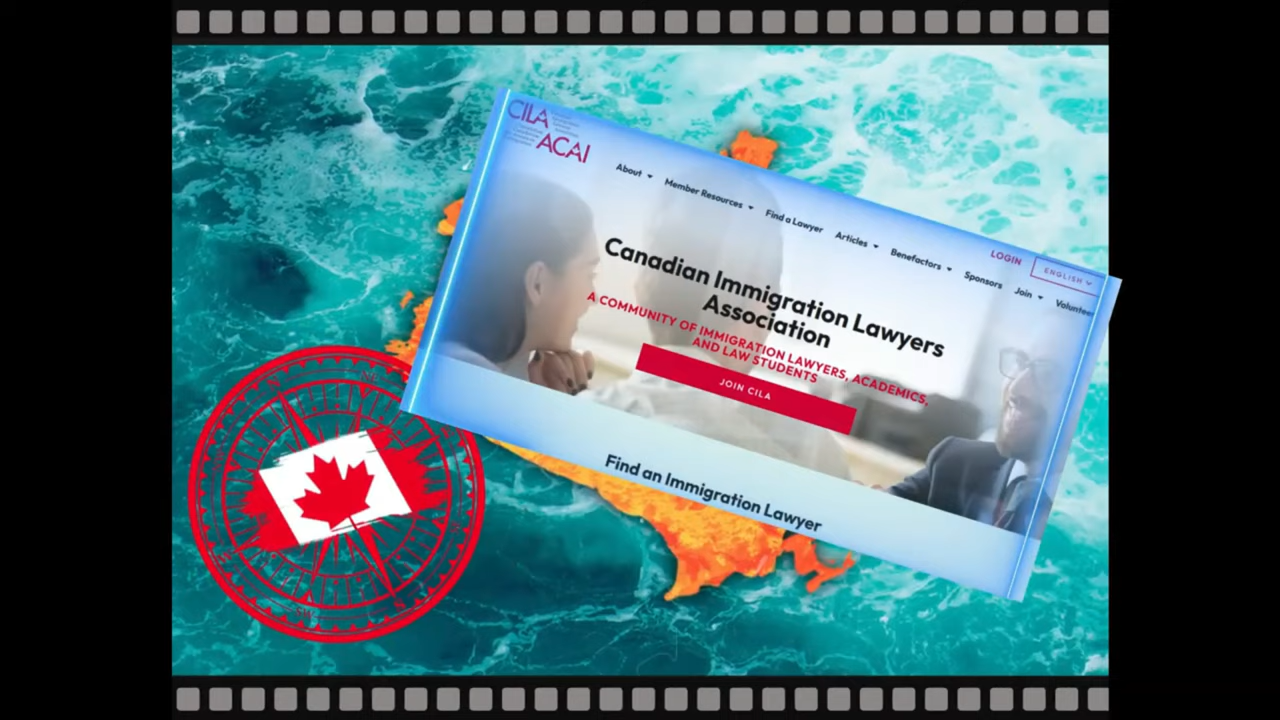 CILA
ACAI
About
Member Resources
Find a Lawyer
Articles
Benefactors
Sponsors
Join
Volunteer
LOGIN
ENGLISH
Canadian Immigration Lawyers
Association
A COMMUNITY OF IMMIGRATION LAWYERS, ACADEMICS,
AND LAW STUDENTS
JOIN CILA
Find an Immigration Lawyer